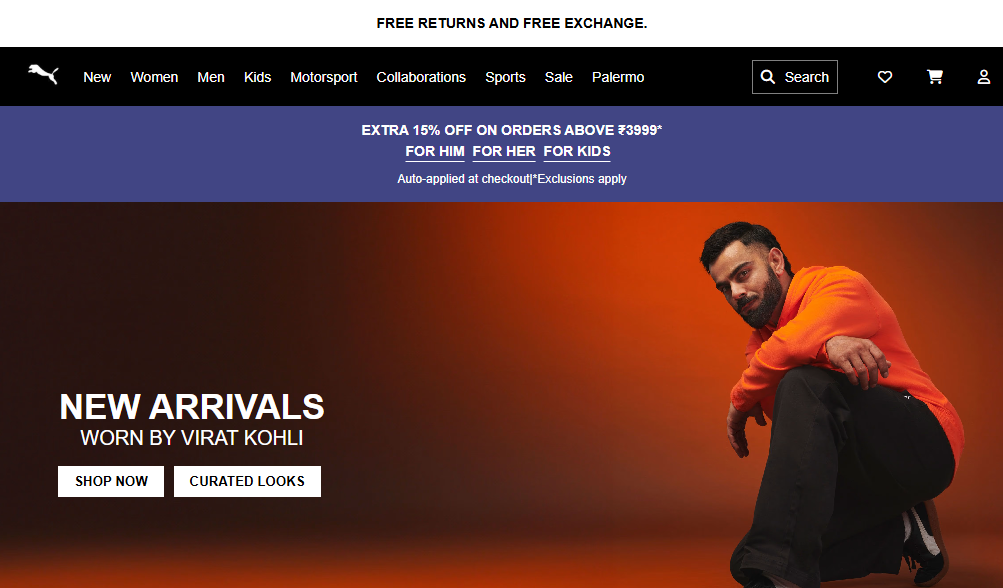 FREE RETURNS AND FREE EXCHANGE.
New Women Men Kids Motorsport Collaborations Sports Sale Palermo Search
EXTRA 15% OFF ON ORDERS ABOVE ₹3999*
FOR HIM FOR HER FOR KIDS
Auto-applied at checkout|*Exclusions apply
NEW ARRIVALS
WORN BY VIRAT KOHLI
SHOP NOW CURATED LOOKS